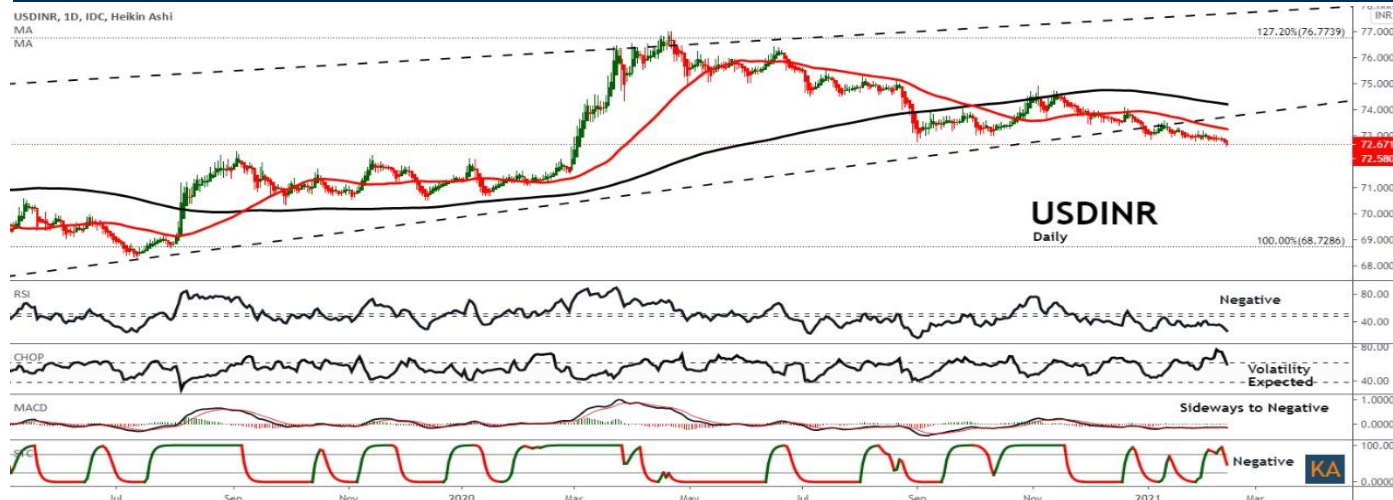 USDINR, 1D, IDC, Heikin Ashi
MA
MA
INR
127.20%(76.7739)
77.000
76.000
75.000
74.000
73.000
72.671
72.580
71.000
70.000
69.000
68.000
USDINR
Daily
100.00%(68.7286)
RSI
Negative
80.00
40.00
CHOP
Volatility
Expected
80.00
40.00
MACD
Sideways to Negative
1.0000
0.0000
STC
Negative
KA
100.00
0.0000
Jul Sep Nov 2020 Mar May Jul Sep Nov 2021 Mar